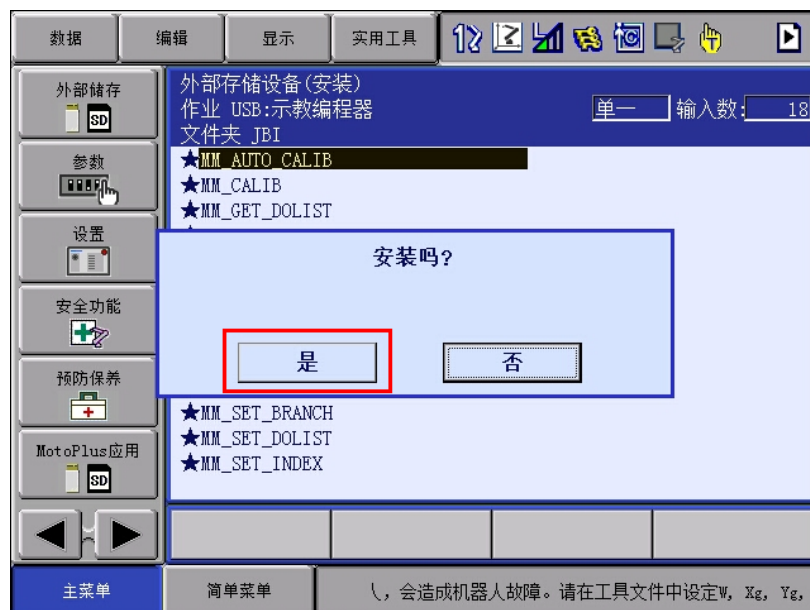 数据
编辑
显示
实用工具
外部储存
SD
参数
设置
安全功能
预防保养
MotoPlus应用
SD
外部存储设备(安装)
作业 USB:示教编程器 单一 输入数: 18
文件夹 JBI
★MM_AUTO_CALIB
★MM_CALIB
★MM_GET_DOLIST
安装吗?
是
否
★MM_SET_BRANCH
★MM_SET_DOLIST
★MM_SET_INDEX
主菜单
简单菜单
，会造成机器人故障。请在工具文件中设定W, Xg, Yg,